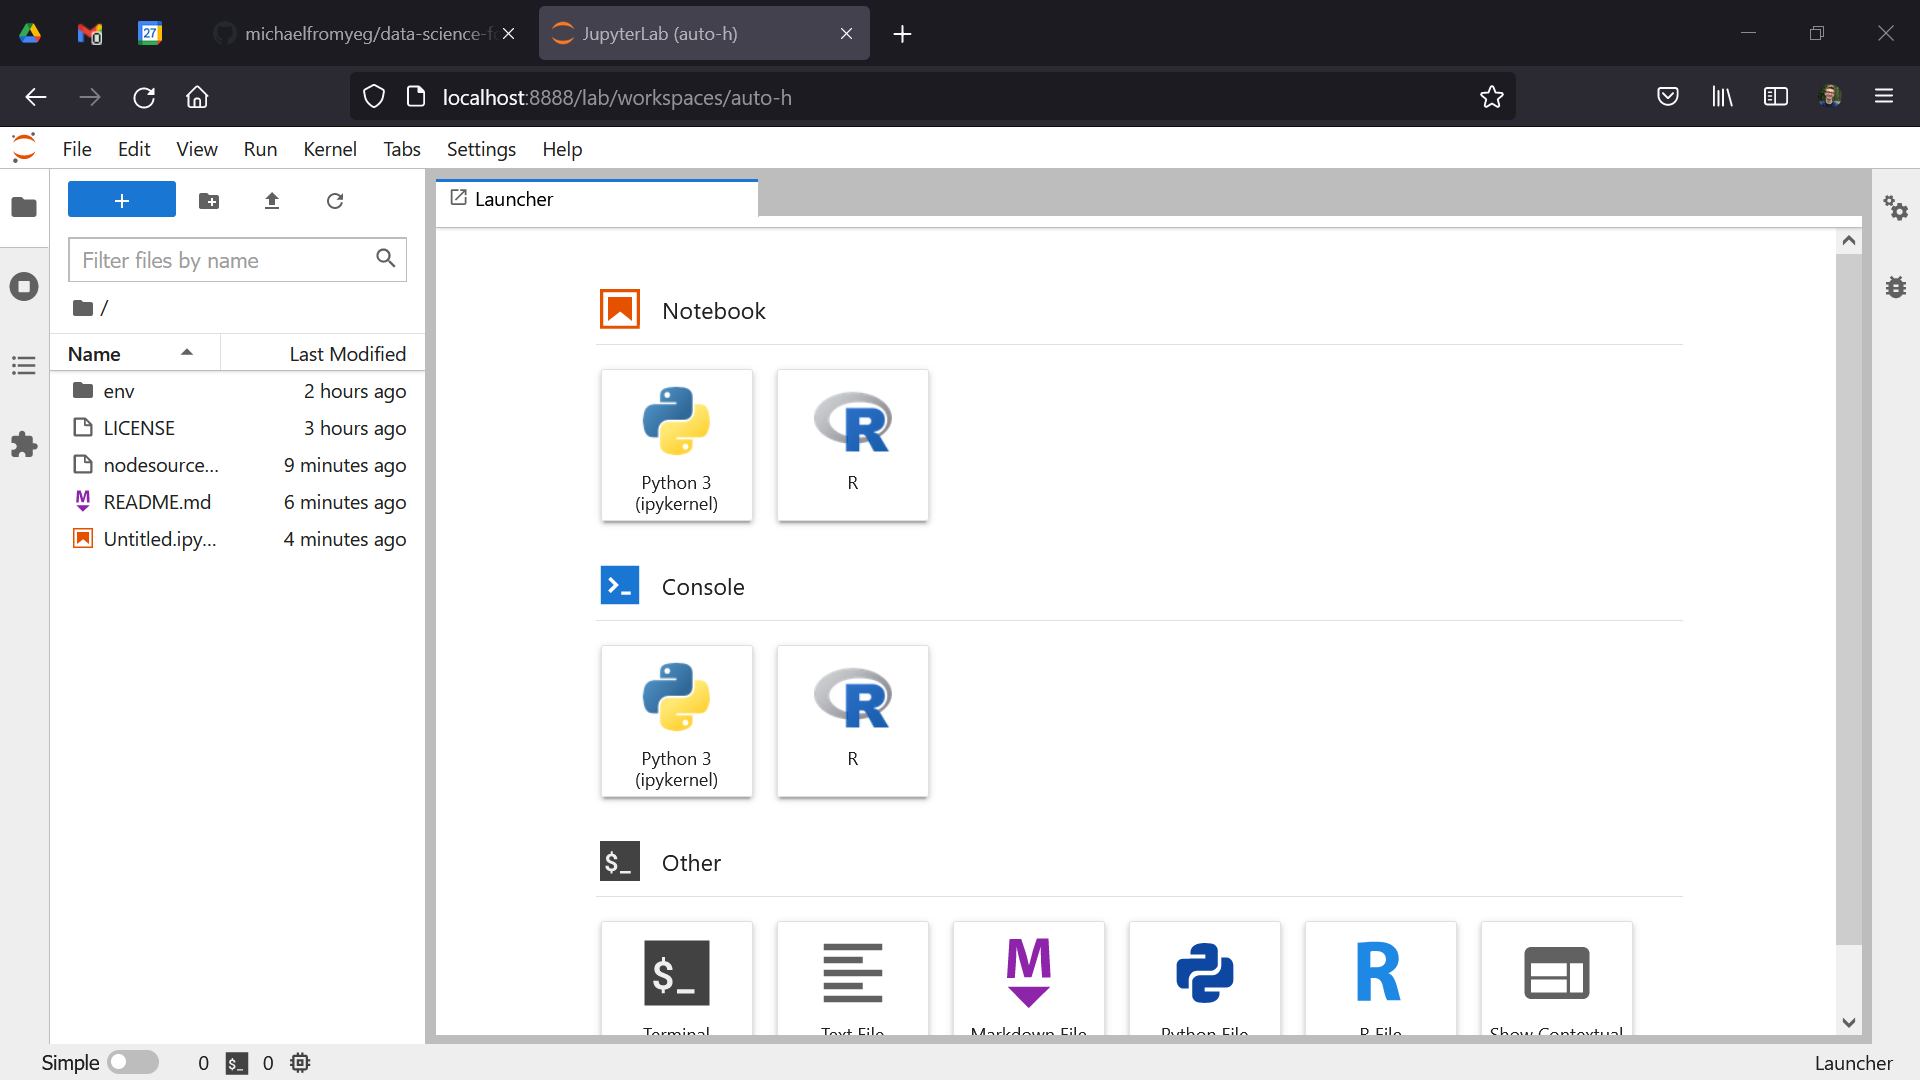 27
michaelfromyeg/data-science-fo
JupyterLab (auto-h)
localhost:8888/lab/workspaces/auto-h
File Edit View Run Kernel Tabs Settings Help
+
Launcher
Filter files by name
/
Name Last Modified
env 2 hours ago
LICENSE 3 hours ago
nodesource... 9 minutes ago
README.md 6 minutes ago
Untitled.ipy... 4 minutes ago
Notebook
Python 3
(ipykernel)
R
Console
Python 3
(ipykernel)
R
$_ Other
Terminal
Text File
Markdown File
Python File
R File
Show Contextual
Simple 0 $_ 0
Launcher